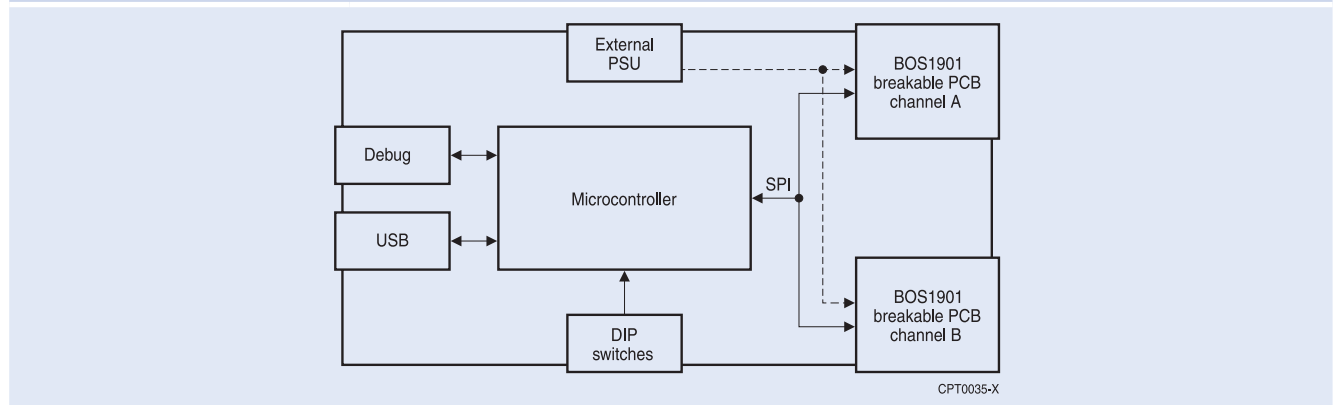 External
PSU
BOS1901
breakable PCB
channel A
Debug
Microcontroller
SPI
USB
DIP
switches
BOS1901
breakable PCB
channel B
CPT0035-X